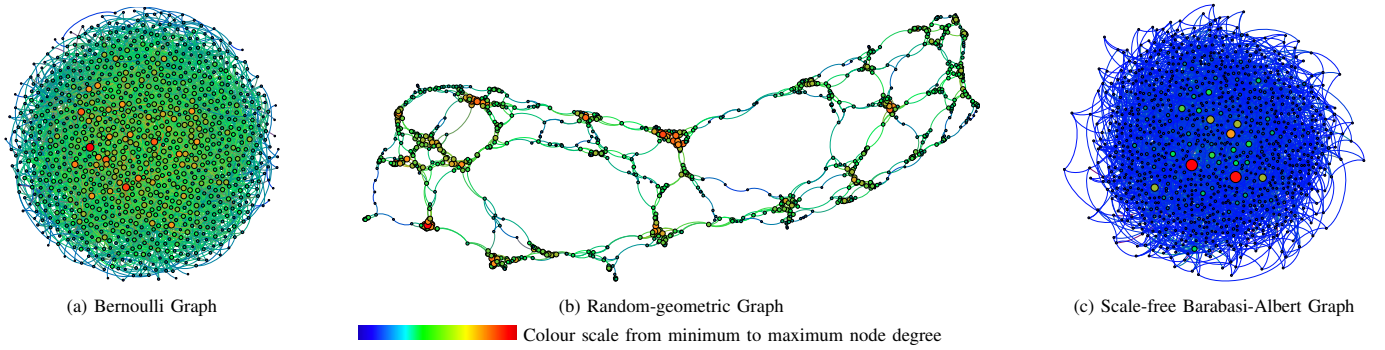 (a) Bernoulli Graph
(b) Random-geometric Graph
(c) Scale-free Barabasi-Albert Graph
Colour scale from minimum to maximum node degree